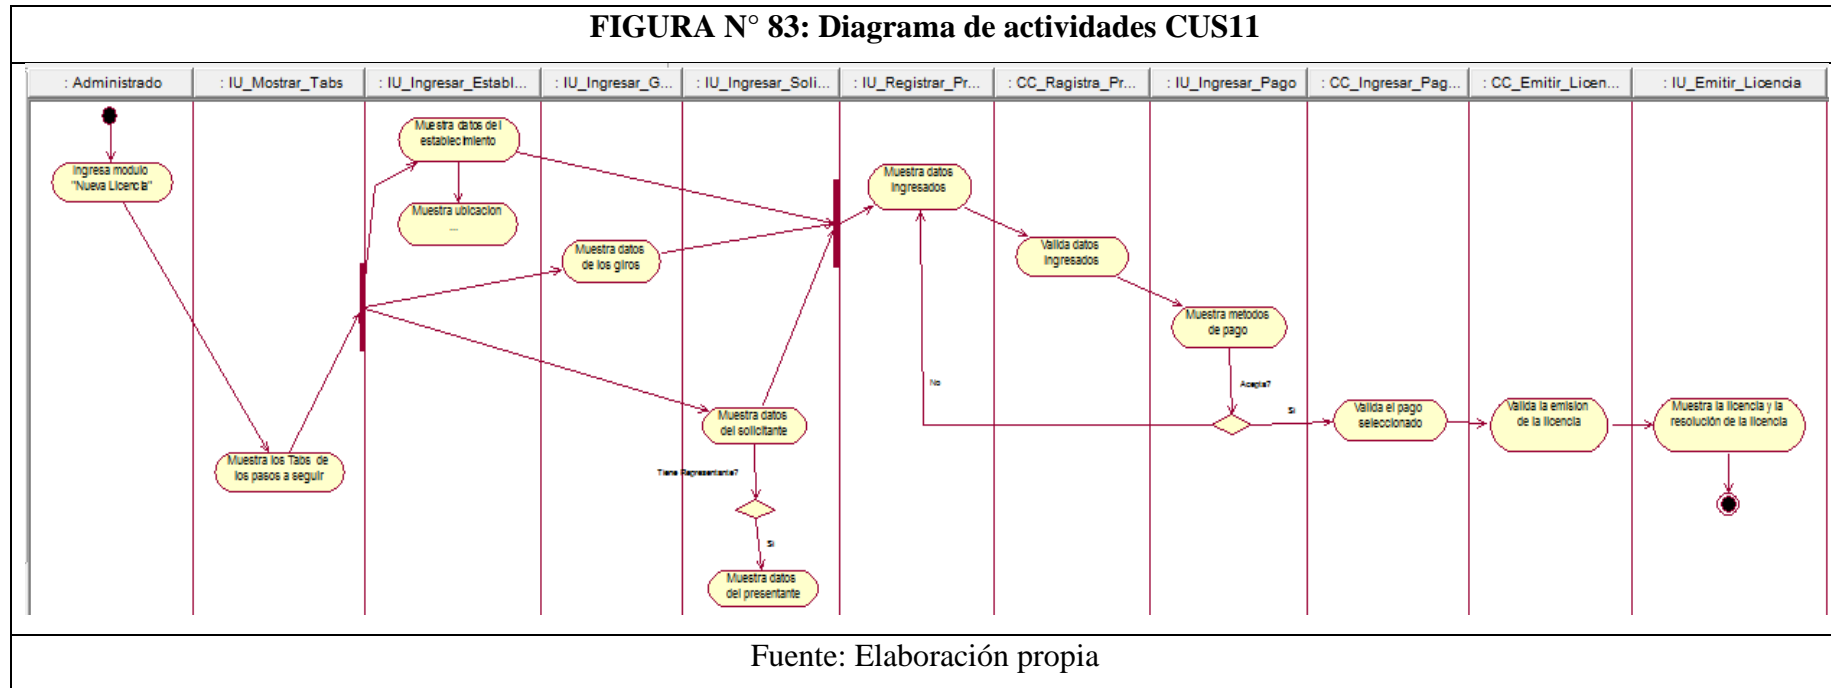 FIGURA N° 83: Diagrama de actividades CUS11
: Administrado
: IU_Mostrar_Tabs
: IU_Ingresar_Establ...
: IU_Ingresar_G...
: IU_Ingresar_Soli...
: IU_Registrar_Pr...
: CC_Ragistra_Pr...
: IU_Ingresar_Pago
: CC_Ingresar_Pag...
: CC_Emitir_Licen...
: IU_Emitir_Licencia
Ingresa modulo
"Nueva Licencia"
Muestra los Tabs de
los pasos a seguir
Muestra datos del
establecimiento
Muestra ubicacion
...
Muestra datos
de los giros
Muestra datos
del solicitante
Tiene Representante?
Si
Muestra datos
del presentante
Muestra datos
Ingresados
Valida datos
Ingresados
Muestra metodos
de pago
Acepta?
No
Si
Valida el pago
seleccionado
Valida la emision
de la licencia
Muestra la licencia y la
resolución de la licencia
Fuente: Elaboración propia